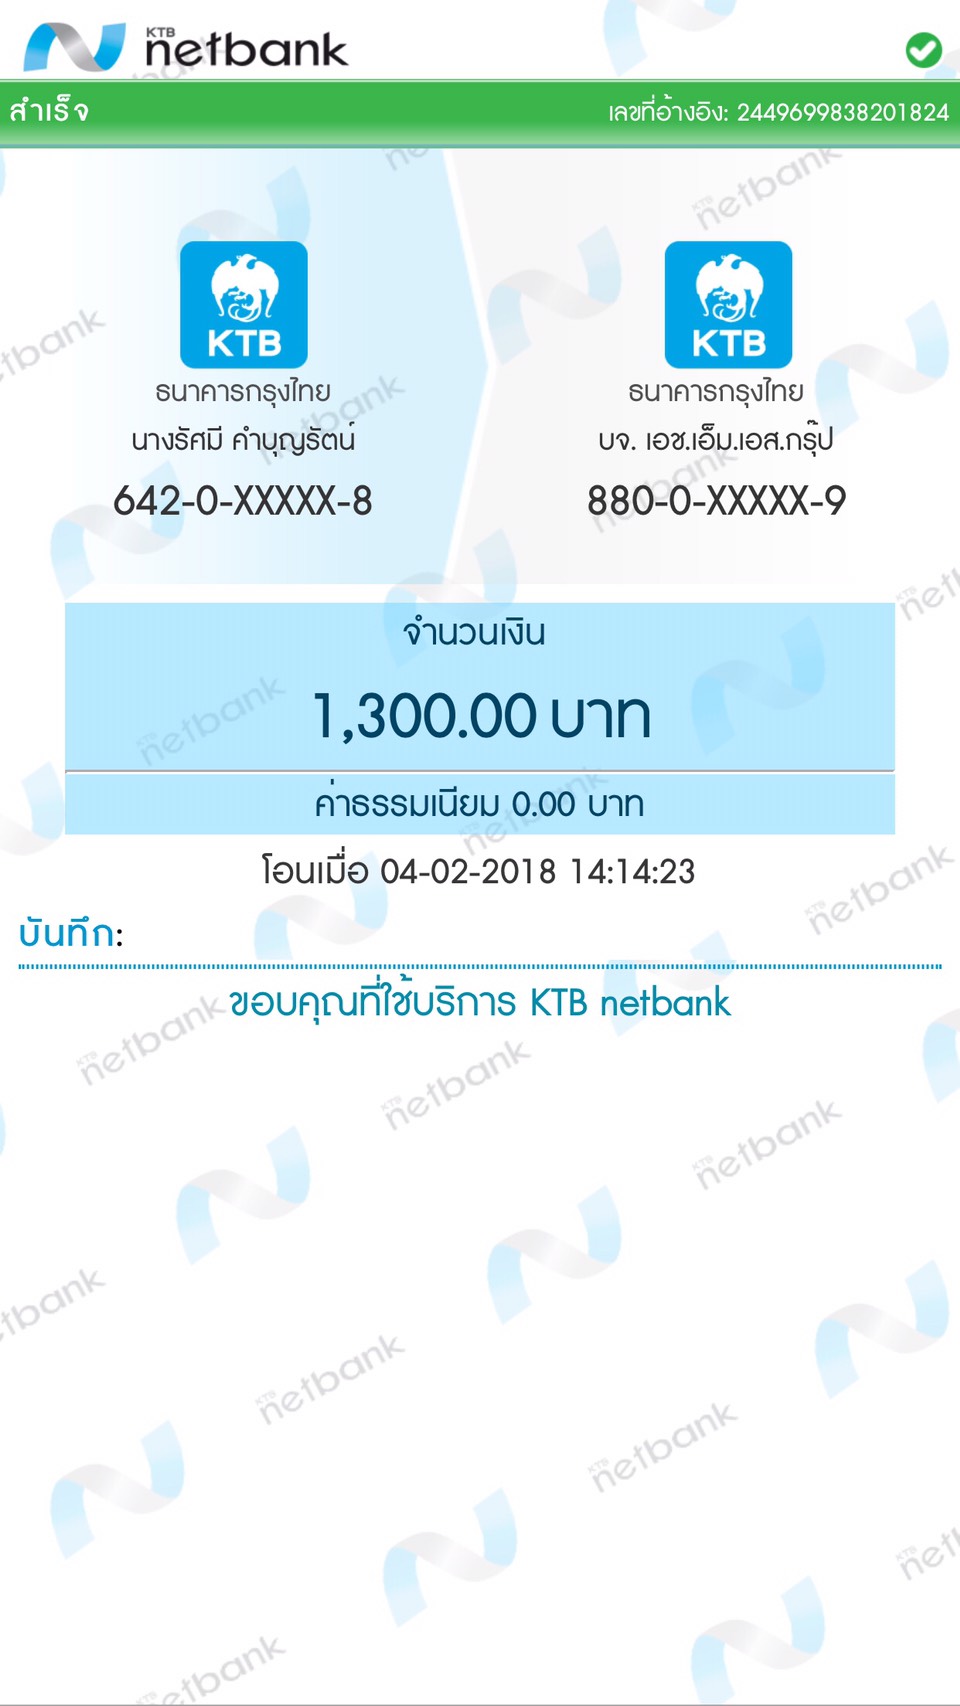 KTB
netbank
สำเร็จ
เลขที่อ้างอิง: 2449699838201824
KTB
KTB
ธนาคารกรุงไทย
ธนาคารกรุงไทย
นางรัศมี คำบุญรัตน์
บจ. เอช.เอ็ม.เอส.กรุ๊ป
642-0-XXXXX-8
880-0-XXXXX-9
จำนวนเงิน
1,300.00 บาท
ค่าธรรมเนียม 0.00 บาท
โอนเมื่อ 04-02-2018 14:14:23
บันทึก:
ขอบคุณที่ใช้บริการ KTB netbank